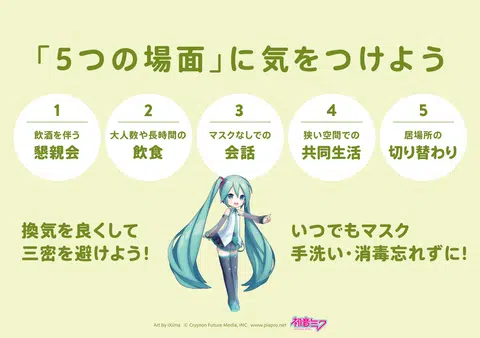 「5つの場面」に気をつけよう
1
飲酒を伴う
懇親会
2
大人数や長時間の
飲食
3
マスクなしでの
会話
4
狭い空間での
共同生活
5
居場所の
切り替わり
換気を良くして
三密を避けよう!
いつでもマスク
手洗い・消毒忘れずに!
Art by iXima © Crypton Future Media, INC. www.piapro.net
初音ミク